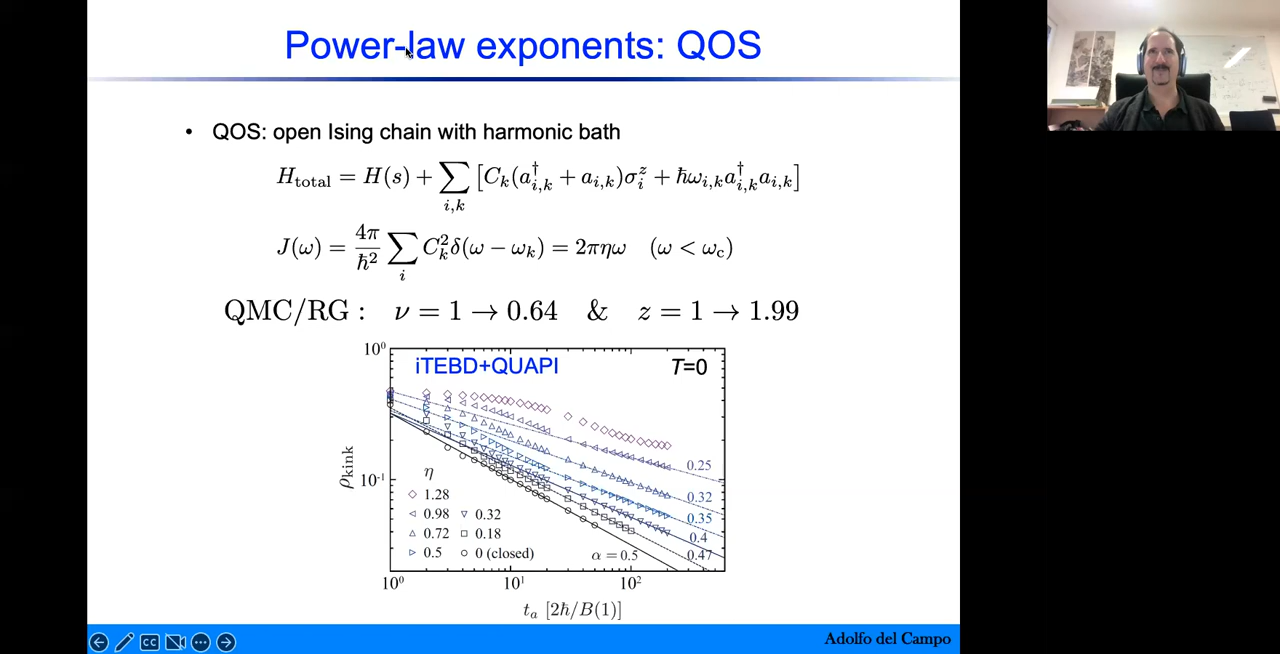 Power-law exponents: QOS
• QOS: open Ising chain with harmonic bath
H_total = H(s) + ∑_{i,k} [C_k(a†_{i,k} + a_{i,k})σ_i^z + ħω_{i,k}a†_{i,k}a_{i,k}]
J(ω) = 4π/ħ² ∑_i C_k² δ(ω − ω_k) = 2πηω (ω < ω_c)
QMC/RG : ν = 1 → 0.64 & z = 1 → 1.99
10⁰
iTEBD+QUAPI
T=0
0.25
ρ_kink
η
10⁻¹
◇ 1.28
0.32
◁ 0.98 ▽ 0.32
0.35
△ 0.72 □ 0.18
0.4
▷ 0.5 ○ 0 (closed)
α = 0.5
0.47
10⁰ 10¹ 10²
t_a [2ħ/B(1)]
CC
Adolfo del Campo